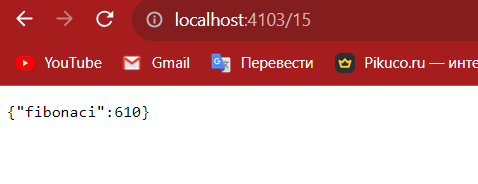 localhost:4103/15
YouTube Gmail Перевести Pikuco.ru — инте
{"fibonaci":610}